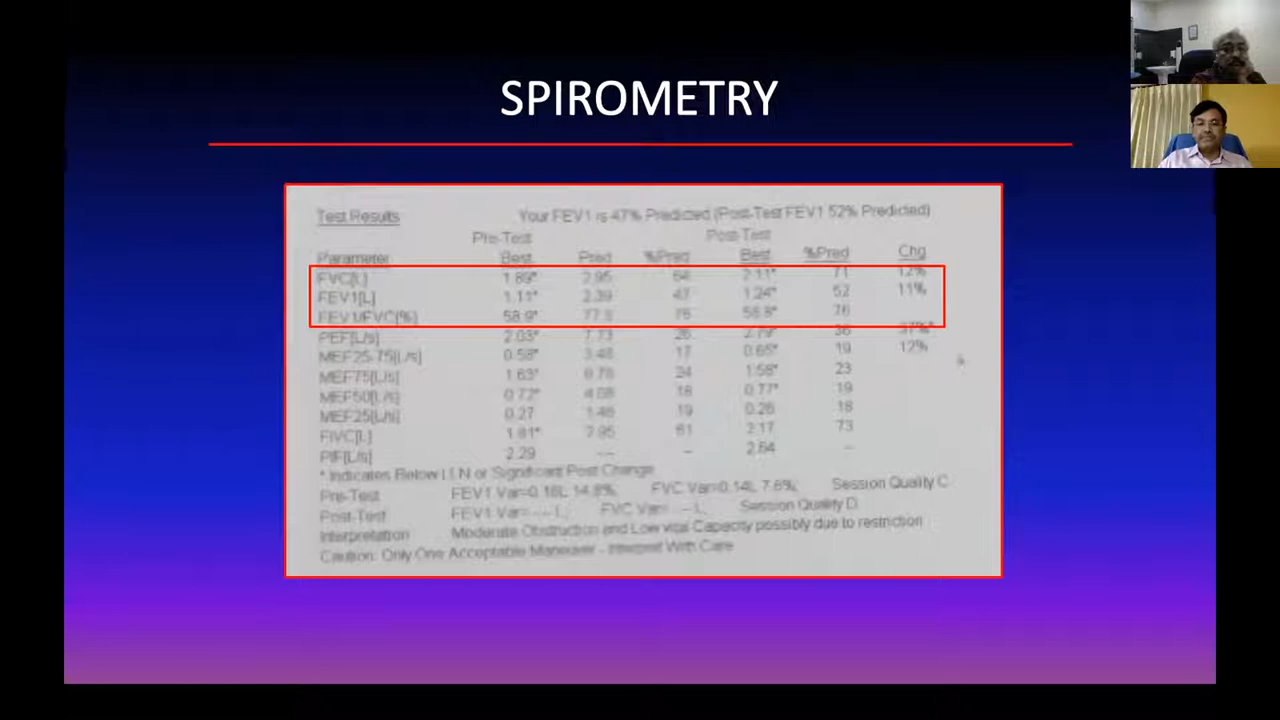 SPIROMETRY
Test Results Your FEV1 is 47% Predicted (Post-Test FEV1 52% Predicted)
Pre-Test Post-Test
Parameter Best Pred %Pred Best %Pred Chg
FVC[L] 1.89* 2.95 64 2.11* 71 12%
FEV1[L] 1.11* 2.39 47 1.24* 52 11%
FEV1/FVC[%] 58.9* 77.5 76 58.8* 76
PEF[L/s] 2.03* 7.73 26 2.79* 36 37%*
MEF25-75[L/s] 0.58* 3.48 17 0.65* 19 12%
MEF75[L/s] 1.63* 6.78 24 1.58* 23
MEF50[L/s] 0.72* 4.08 18 0.77* 19
MEF25[L/s] 0.27 1.46 19 0.26 18
FIVC[L] 1.81* 2.95 61 2.17 73
PIF[L/s] 2.29 --- -- 2.64 --
* Indicates Below LLN or Significant Post Change
Pre-Test FEV1 Var=0.16L 14.8%; FVC Var=0.14L 7.6%; Session Quality C
Post-Test FEV1 Var= L; FVC Var= L; Session Quality D
Interpretation Moderate Obstruction and Low vital Capacity possibly due to restriction
Caution: Only One Acceptable Maneuver - Interpret With Care